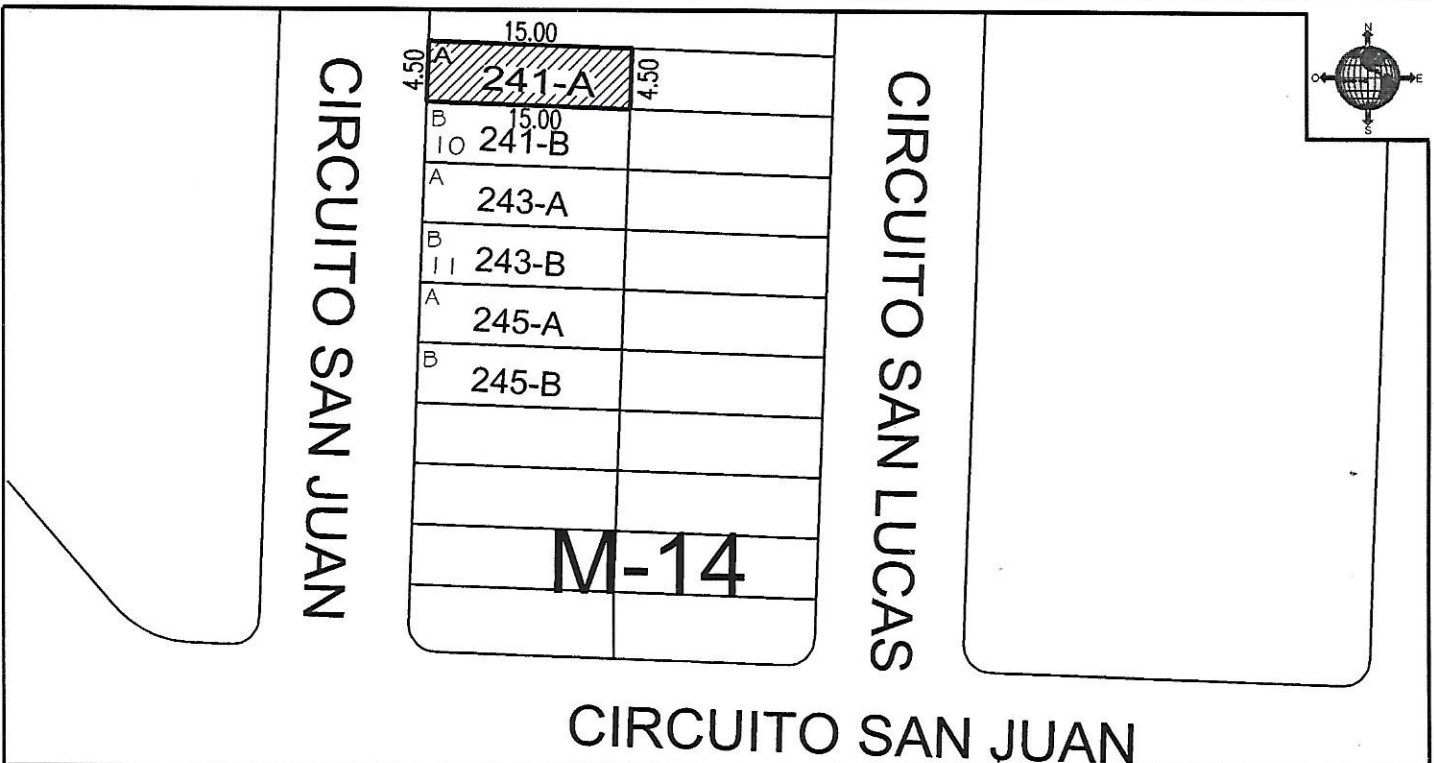 15.00
4.50
A
241-A
4.50
15.00
B
10 241-B
A
243-A
B
11 243-B
A
245-A
B
245-B
M-14
CIRCUITO SAN JUAN
CIRCUITO SAN LUCAS
CIRCUITO SAN JUAN
N
O
E
S